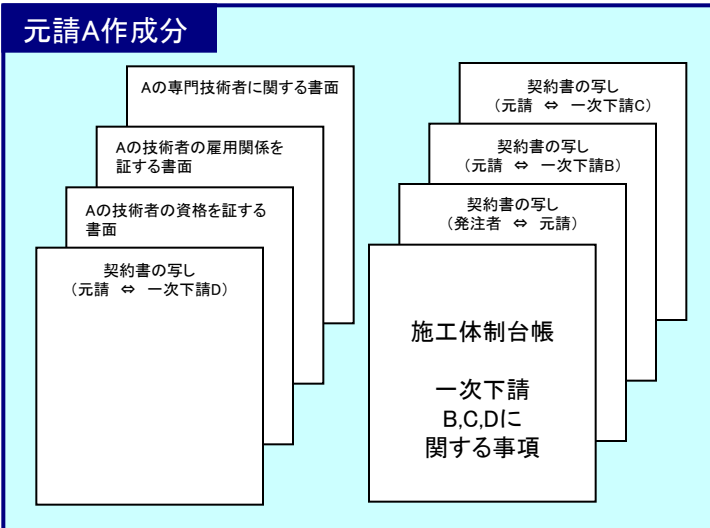 元請A作成分
Aの専門技術者に関する書面
Aの技術者の雇用関係を
証する書面
Aの技術者の資格を証する
書面
契約書の写し
（元請　⇔　一次下請D）
契約書の写し
（元請　⇔　一次下請C）
契約書の写し
（元請　⇔　一次下請B）
契約書の写し
（発注者　⇔　元請）
施工体制台帳
一次下請
B,C,Dに
関する事項